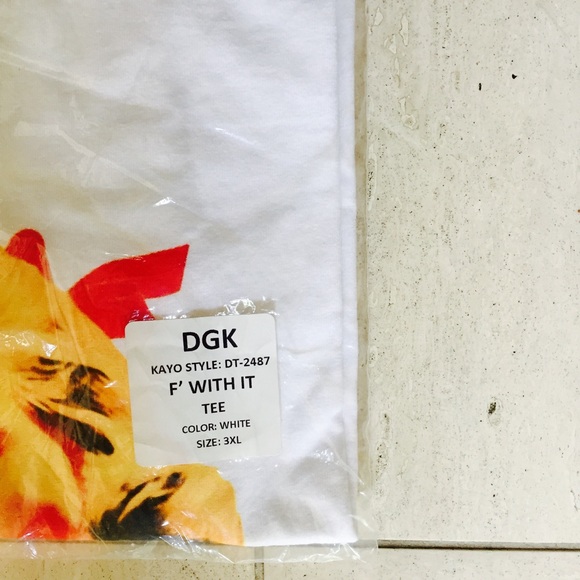 DGK
KAYO STYLE: DT-2487
F' WITH IT
TEE
COLOR: WHITE
SIZE: 3XL